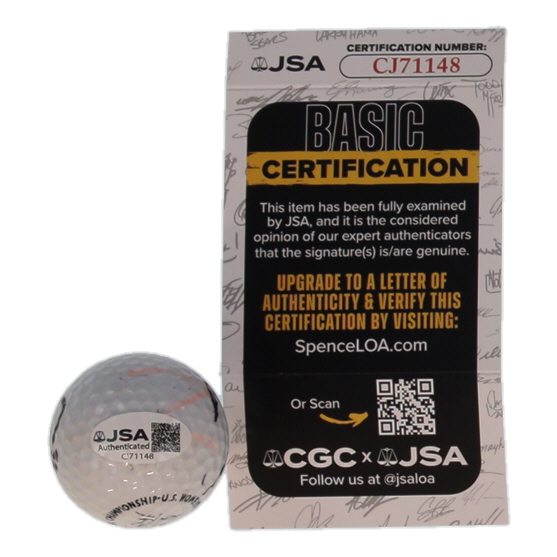 JSA
CERTIFICATION NUMBER:
CJ71148
BASIC
CERTIFICATION
This item has been fully examined
by JSA, and it is the considered
opinion of our expert authenticators
that the signature(s) is/are genuine.
UPGRADE TO A LETTER OF
AUTHENTICITY & VERIFY THIS
CERTIFICATION BY VISITING:
SpenceLOA.com
Or Scan
CGC x JSA
Follow us at @jsaloa
JSA
Authenticated
CJ71148
MPIONSHIP-U.S. WOME